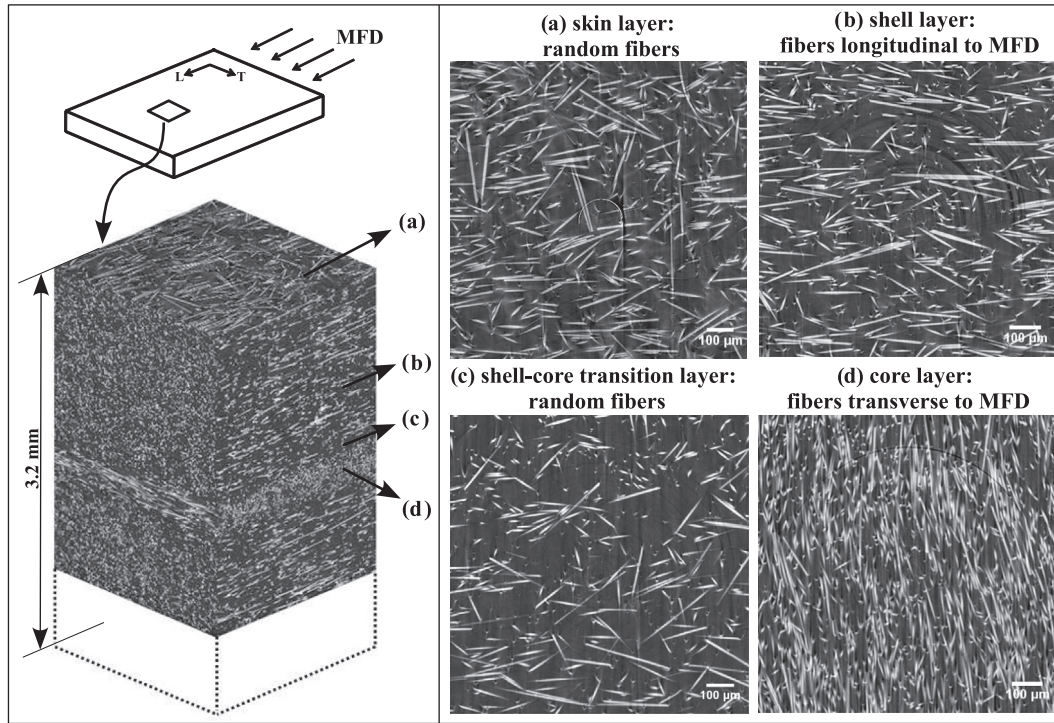 MFD
L T
(a)
(b)
(c)
(d)
3.2 mm
(a) skin layer:
random fibers
100 µm
(b) shell layer:
fibers longitudinal to MFD
100 µm
(c) shell-core transition layer:
random fibers
100 µm
(d) core layer:
fibers transverse to MFD
100 µm